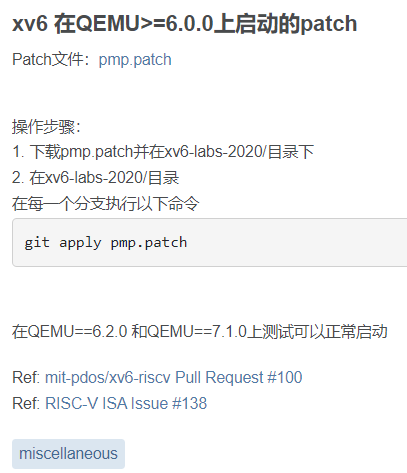 xv6 在QEMU>=6.0.0上启动的patch
Patch文件：pmp.patch
操作步骤：
1. 下载pmp.patch并在xv6-labs-2020/目录下
2. 在xv6-labs-2020/目录
在每一个分支执行以下命令
git apply pmp.patch
在QEMU==6.2.0 和QEMU==7.1.0上测试可以正常启动
Ref: mit-pdos/xv6-riscv Pull Request #100
Ref: RISC-V ISA Issue #138
miscellaneous